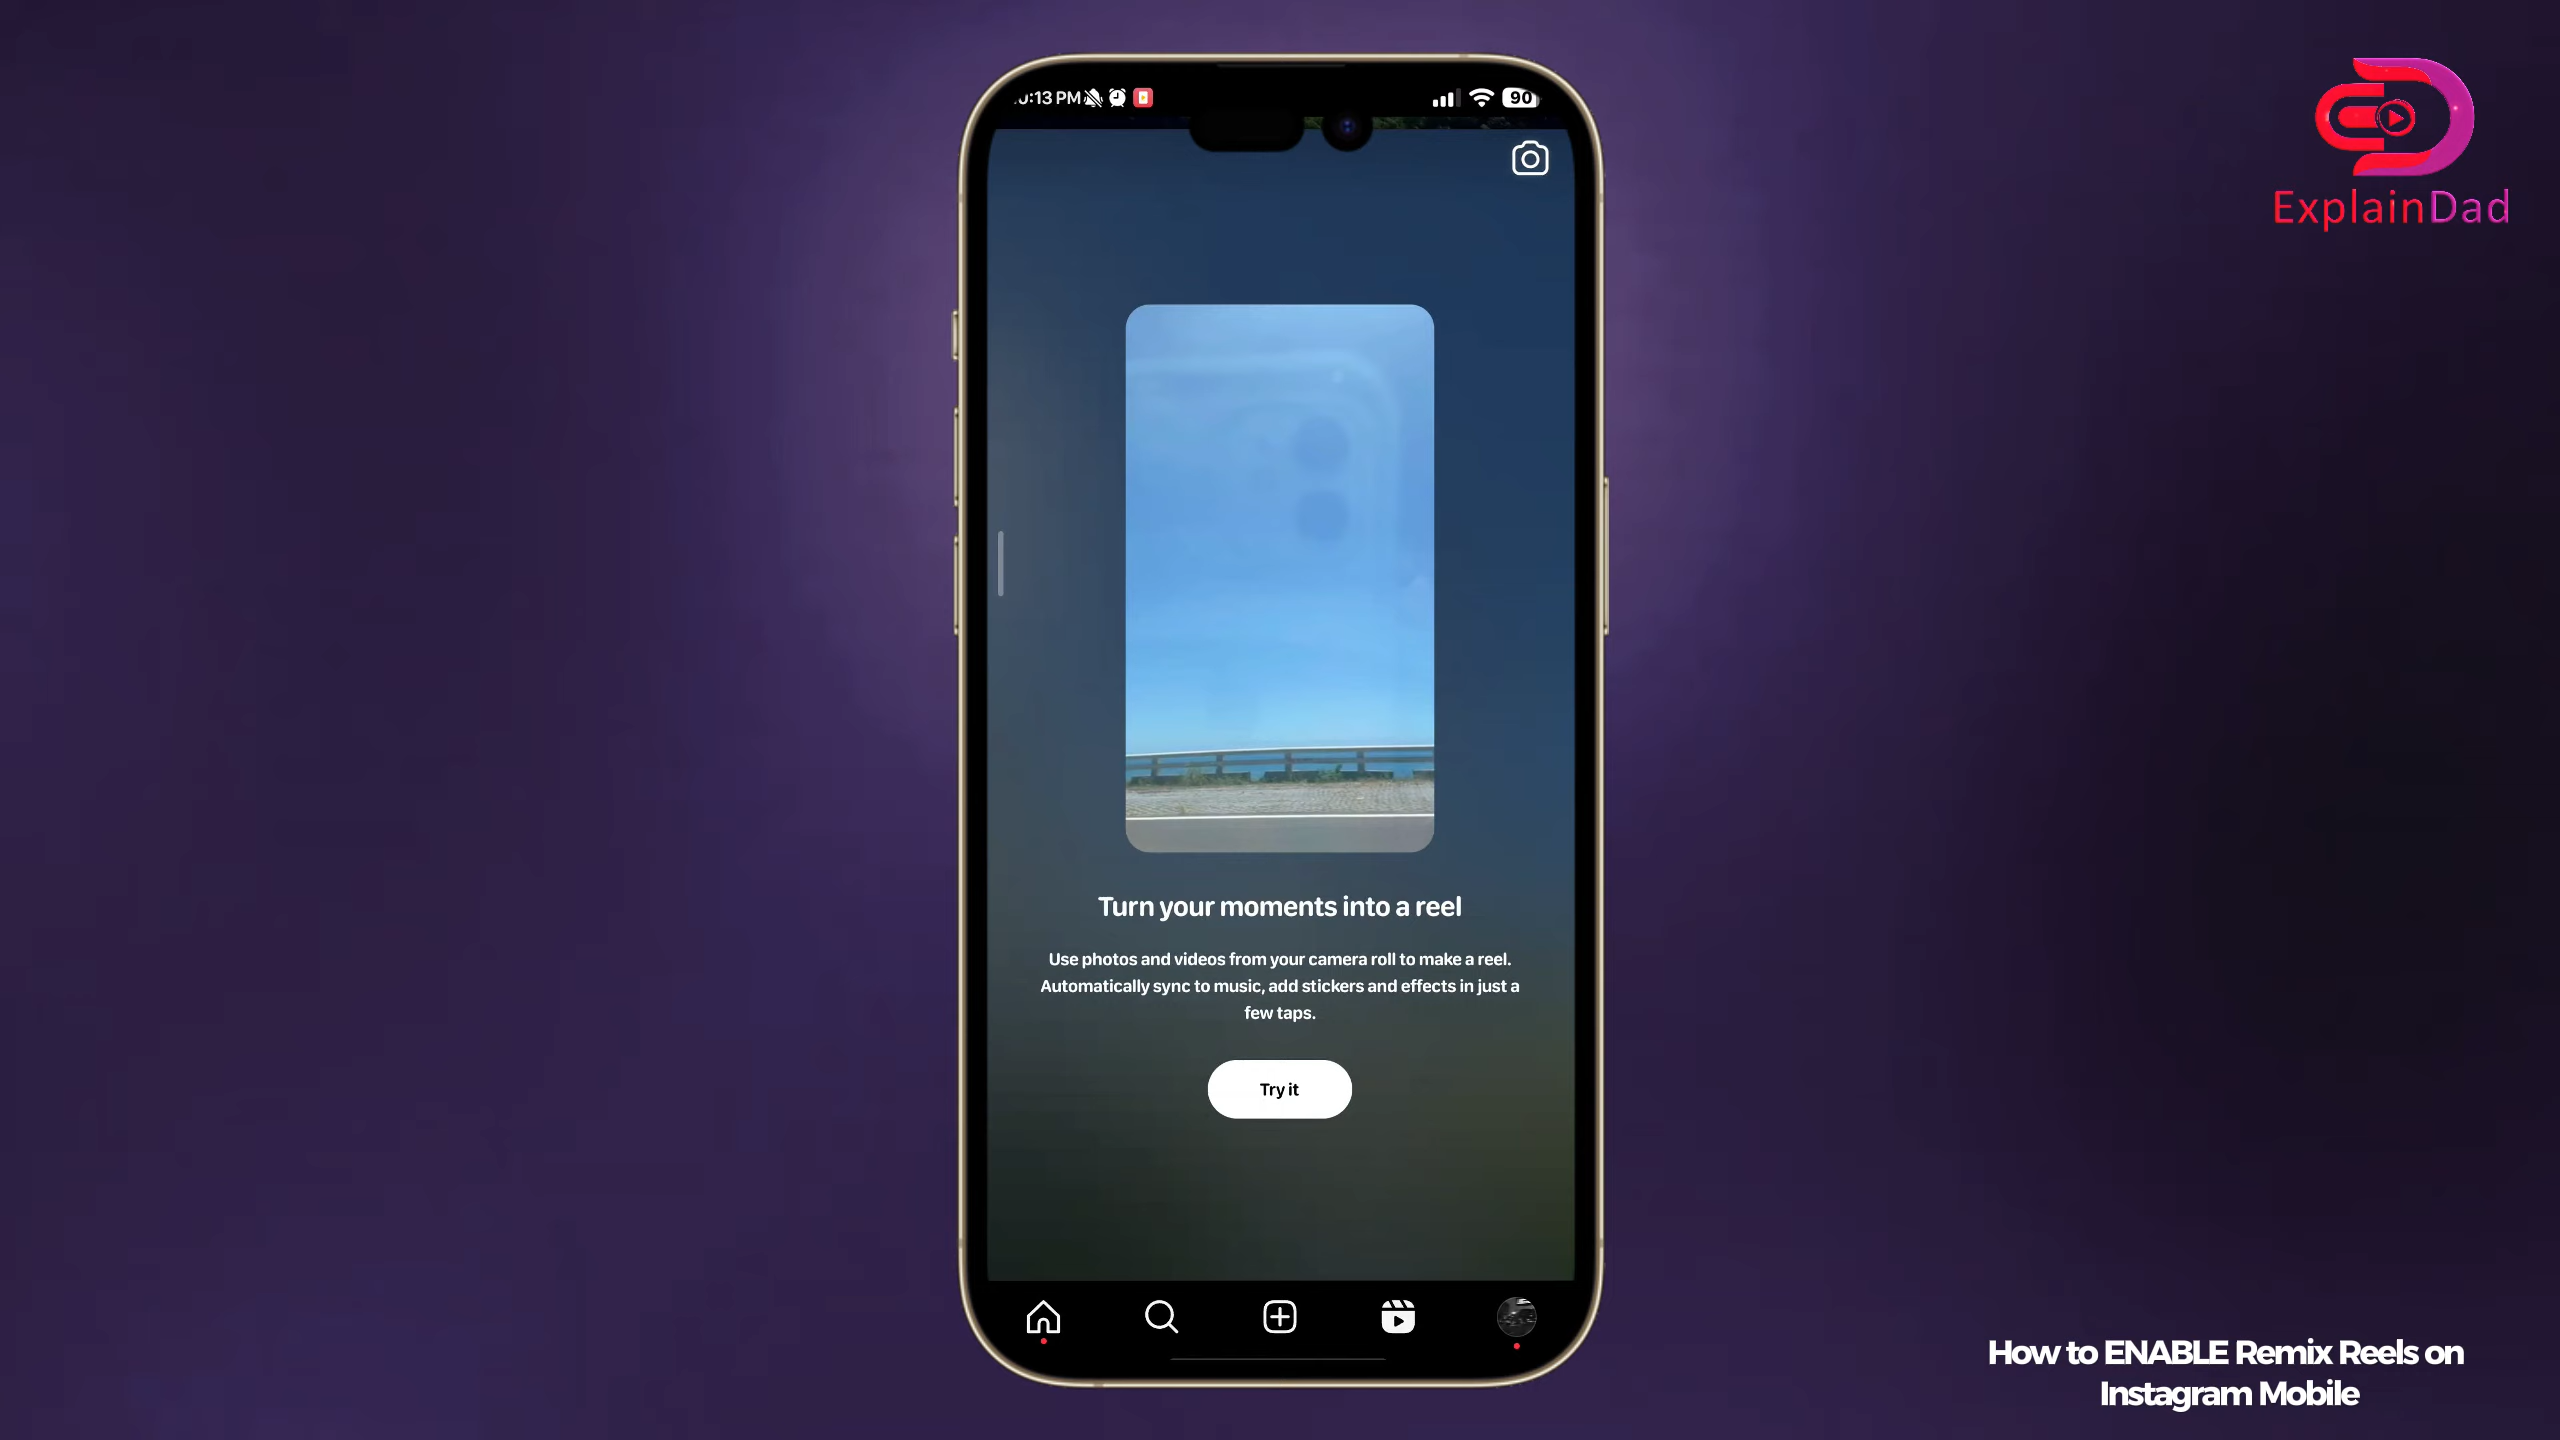 :13 PM
90
ExplainDad
Turn your moments into a reel
Use photos and videos from your camera roll to make a reel.
Automatically sync to music, add stickers and effects in just a
few taps.
Try it
How to ENABLE Remix Reels on
Instagram Mobile